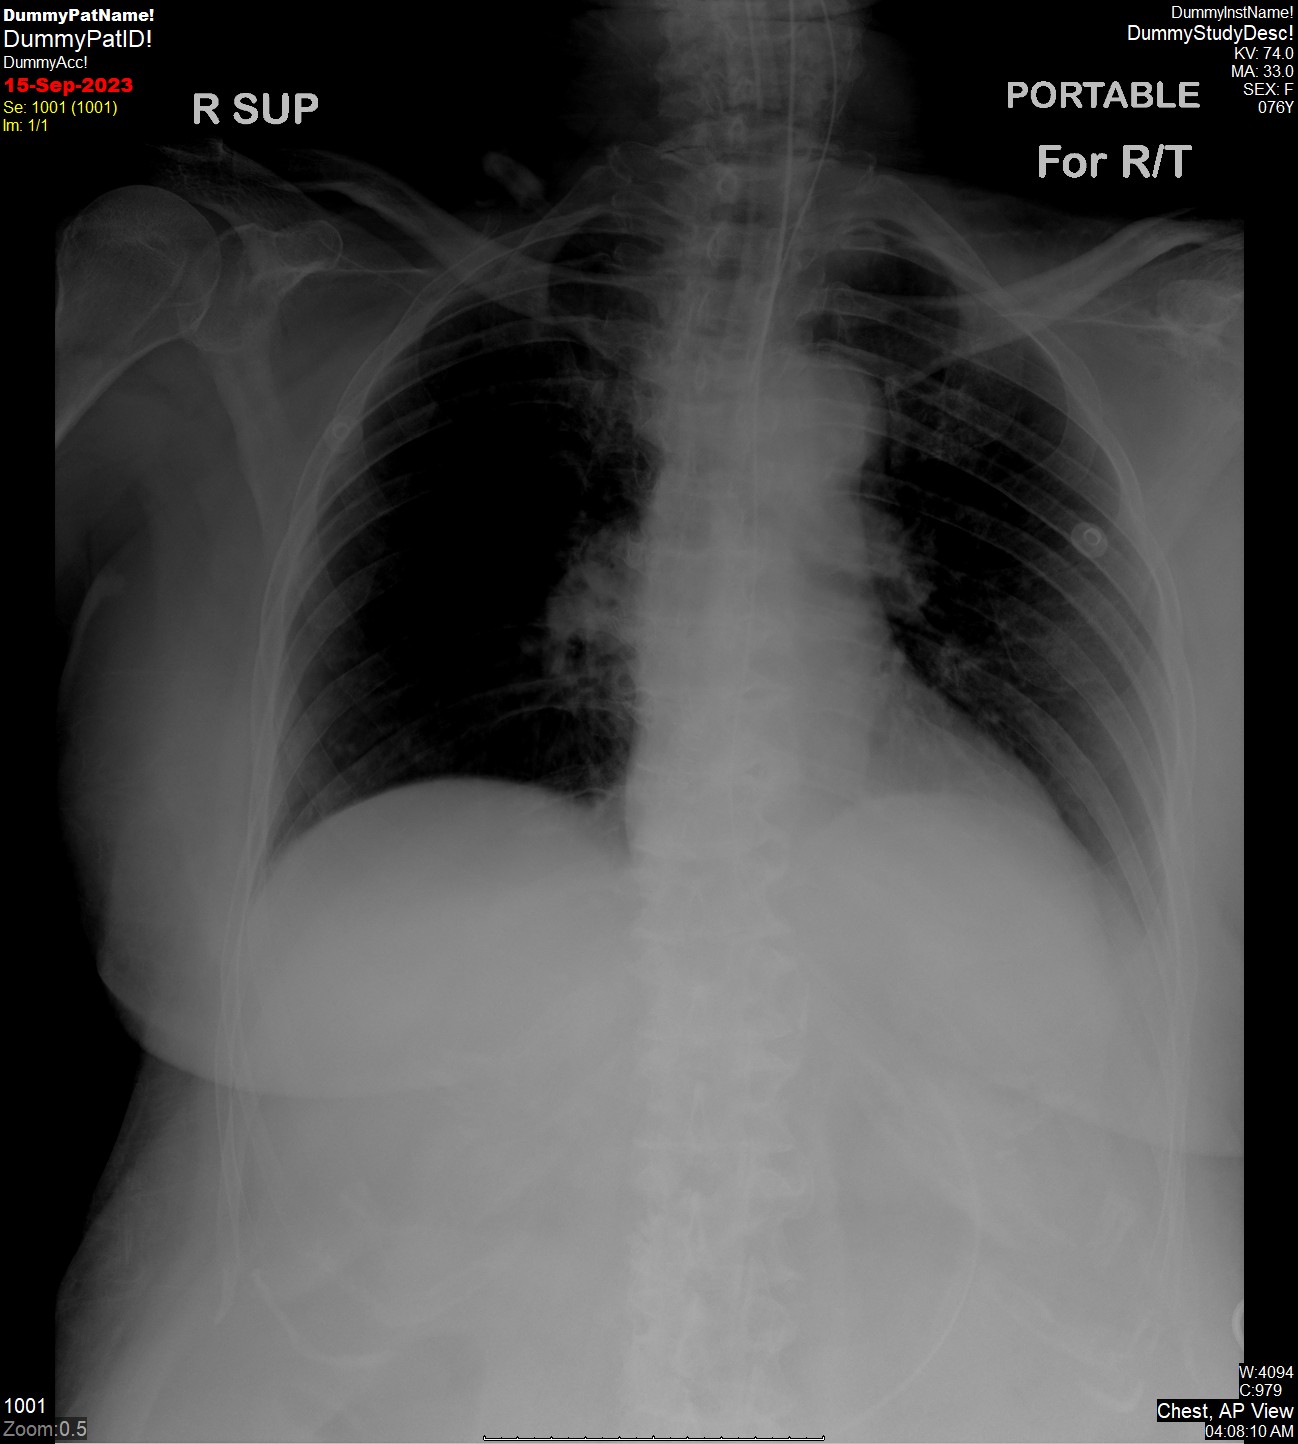 DummyPatName!
DummyPatID!
DummyAcc!
15-Sep-2023
Se: 1001 (1001)
Im: 1/1
DummyInstName!
DummyStudyDesc!
KV: 74.0
MA: 33.0
SEX: F
076Y
R SUP
PORTABLE
For R/T
1001
Zoom:0.5
W:4094
C:979
Chest, AP View
04:08:10 AM